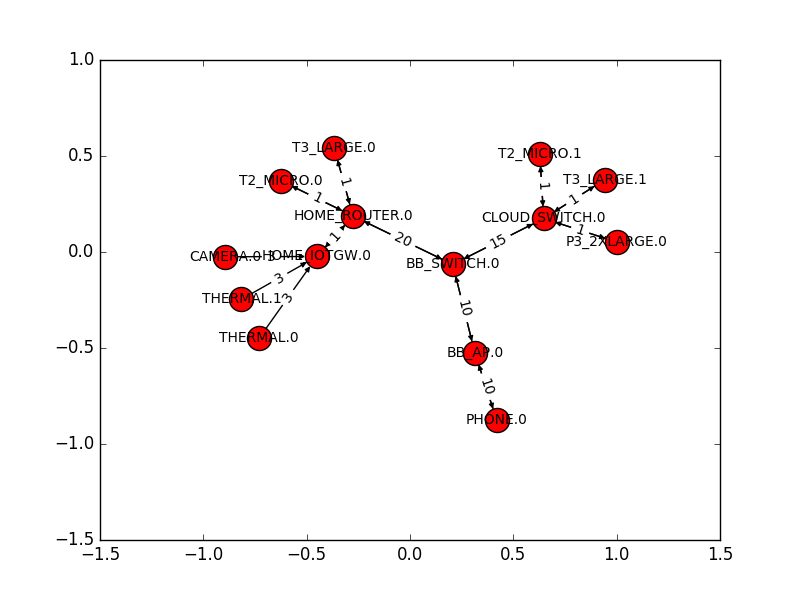 1.0
0.5
0.0
−0.5
−1.0
−1.5
−1.5
−1.0
−0.5
0.0
0.5
1.0
1.5
T3_LARGE.0
T2_MICRO.0
HOME_ROUTER.0
CAMERA.0
HOME_IOTGW.0
THERMAL.1
THERMAL.0
T2_MICRO.1
T3_LARGE.1
CLOUD_SWITCH.0
P3_2XLARGE.0
BB_SWITCH.0
BB_AP.0
PHONE.0
1
1
1
20
3
3
3
15
1
1
1
10
10